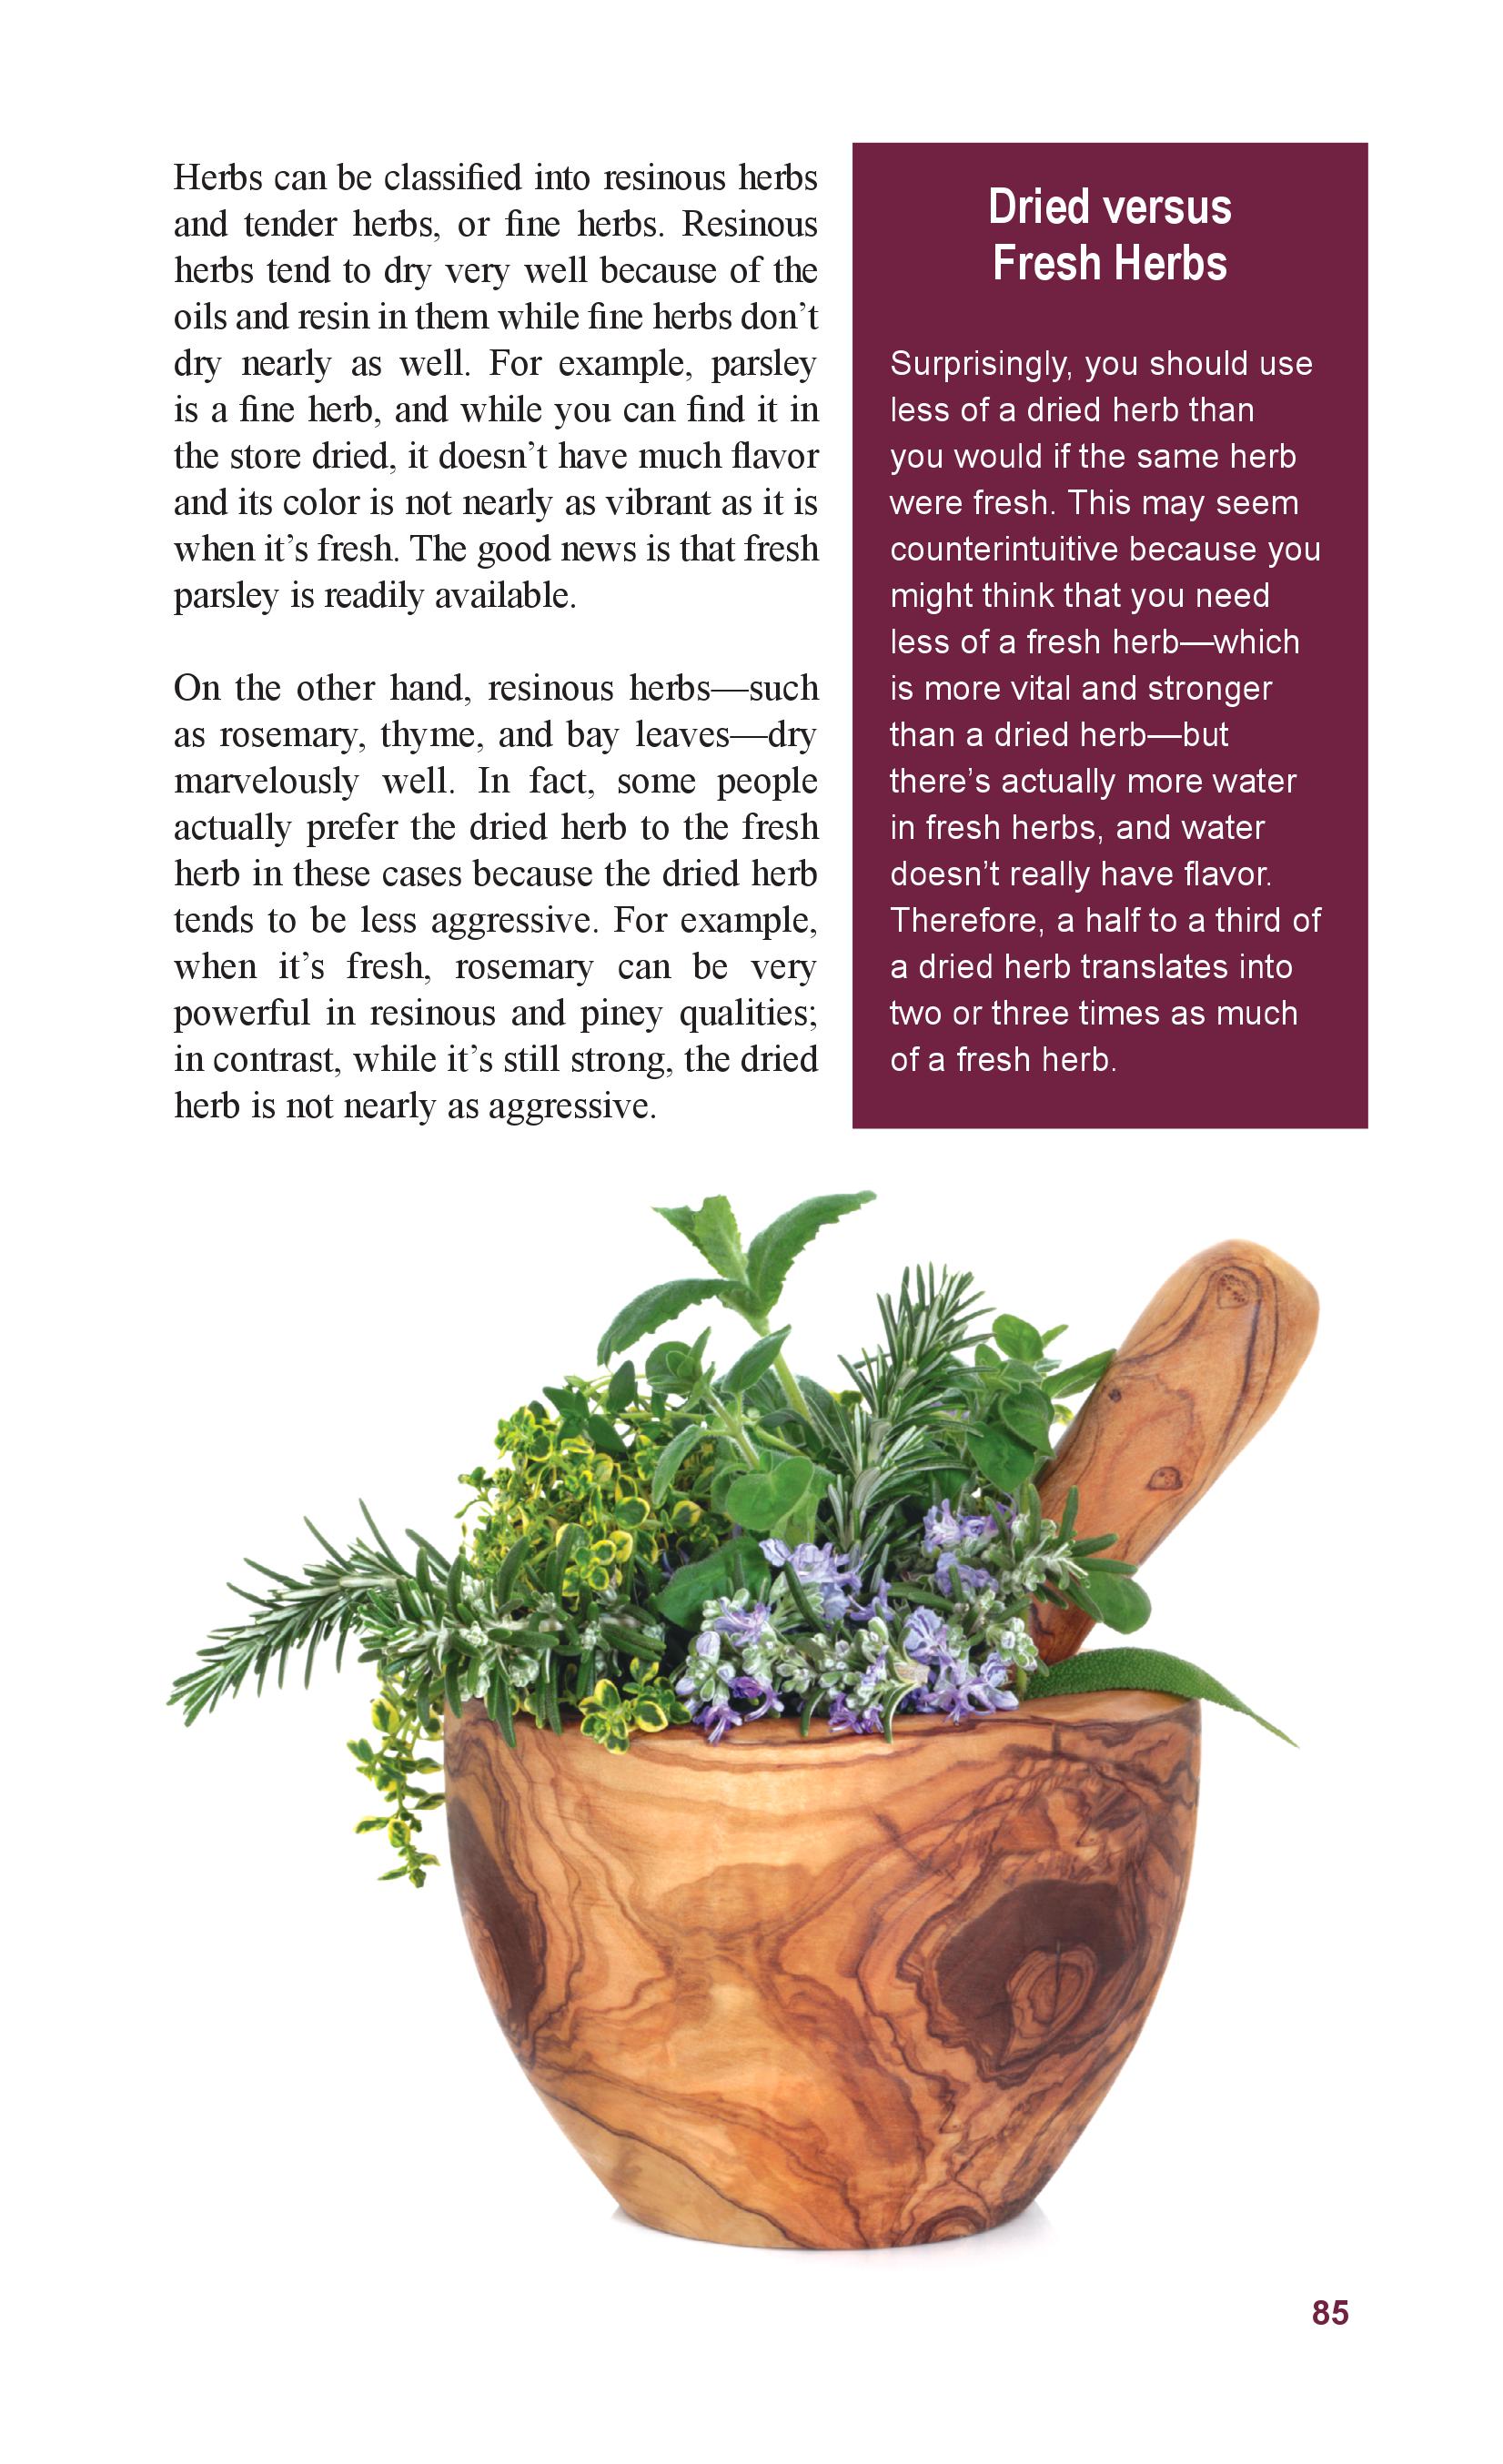 Herbs can be classified into resinous herbs
and tender herbs, or fine herbs. Resinous
herbs tend to dry very well because of the
oils and resin in them while fine herbs don’t
dry nearly as well. For example, parsley
is a fine herb, and while you can find it in
the store dried, it doesn’t have much flavor
and its color is not nearly as vibrant as it is
when it’s fresh. The good news is that fresh
parsley is readily available.
On the other hand, resinous herbs—such
as rosemary, thyme, and bay leaves—dry
marvelously well. In fact, some people
actually prefer the dried herb to the fresh
herb in these cases because the dried herb
tends to be less aggressive. For example,
when it’s fresh, rosemary can be very
powerful in resinous and piney qualities;
in contrast, while it’s still strong, the dried
herb is not nearly as aggressive.
Dried versus
Fresh Herbs
Surprisingly, you should use
less of a dried herb than
you would if the same herb
were fresh. This may seem
counterintuitive because you
might think that you need
less of a fresh herb—which
is more vital and stronger
than a dried herb—but
there’s actually more water
in fresh herbs, and water
doesn’t really have flavor.
Therefore, a half to a third of
a dried herb translates into
two or three times as much
of a fresh herb.
85